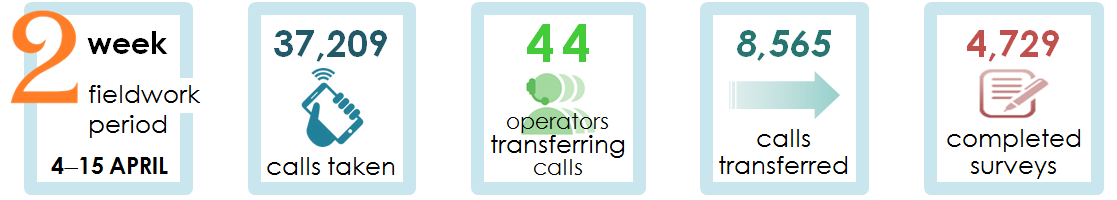 2 week
fieldwork
period
4–15 APRIL
37,209
calls taken
44
operators
transferring
calls
8,565
calls
transferred
4,729
completed
surveys